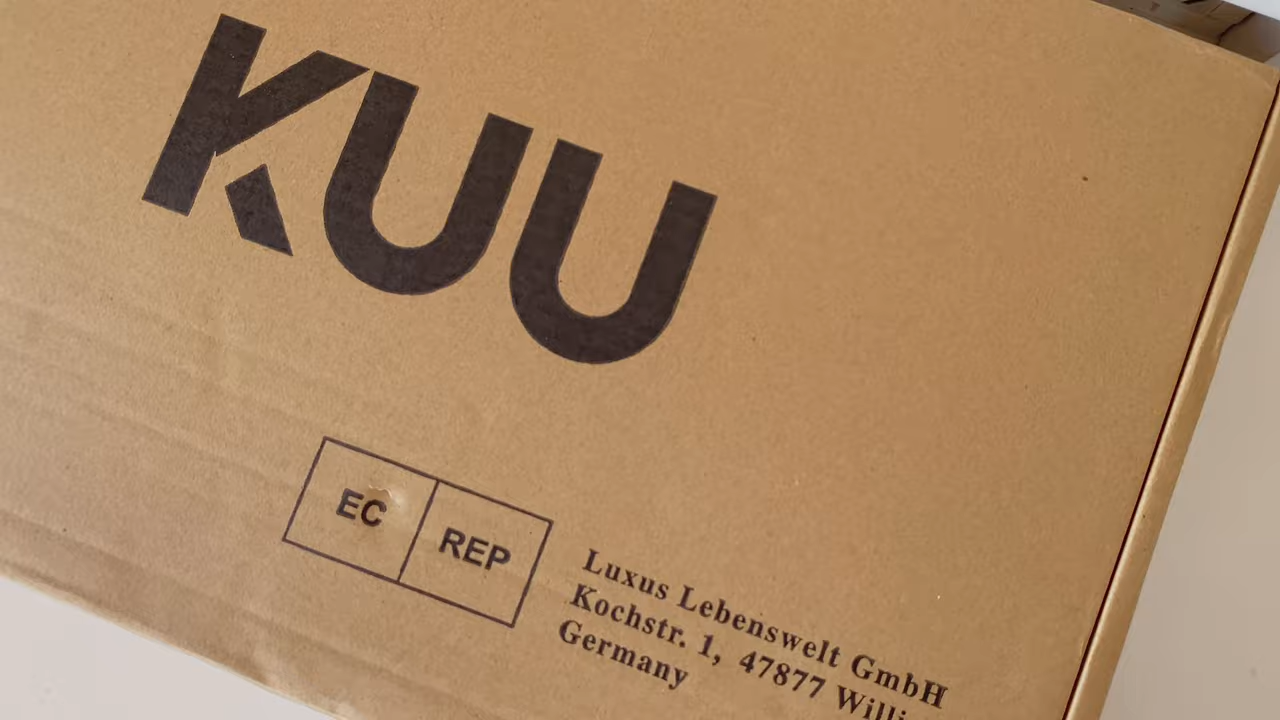 KUU
EC REP
Luxus Lebenswelt GmbH
Kochstr. 1, 47877
Germany